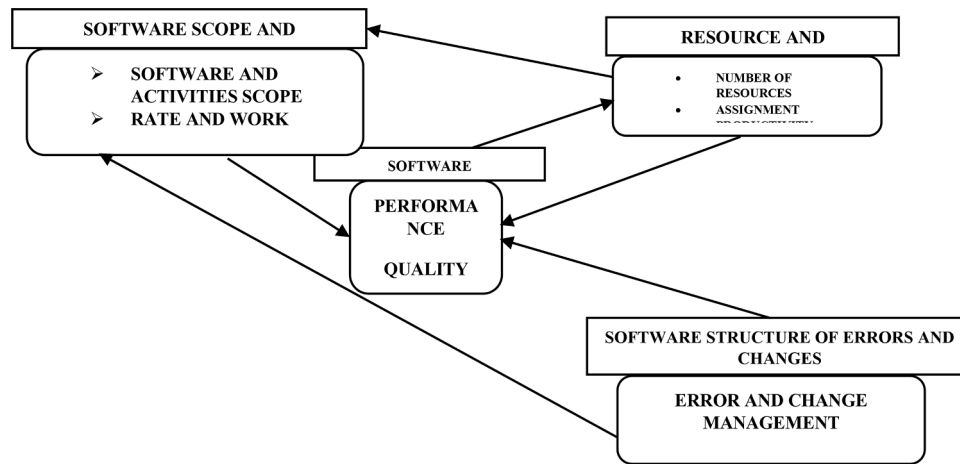 SOFTWARE SCOPE AND
➢ SOFTWARE AND
ACTIVITIES SCOPE
➢ RATE AND WORK
RESOURCE AND
• NUMBER OF
RESOURCES
• ASSIGNMENT
SOFTWARE
PERFORMA
NCE
QUALITY
SOFTWARE STRUCTURE OF ERRORS AND
CHANGES
ERROR AND CHANGE
MANAGEMENT